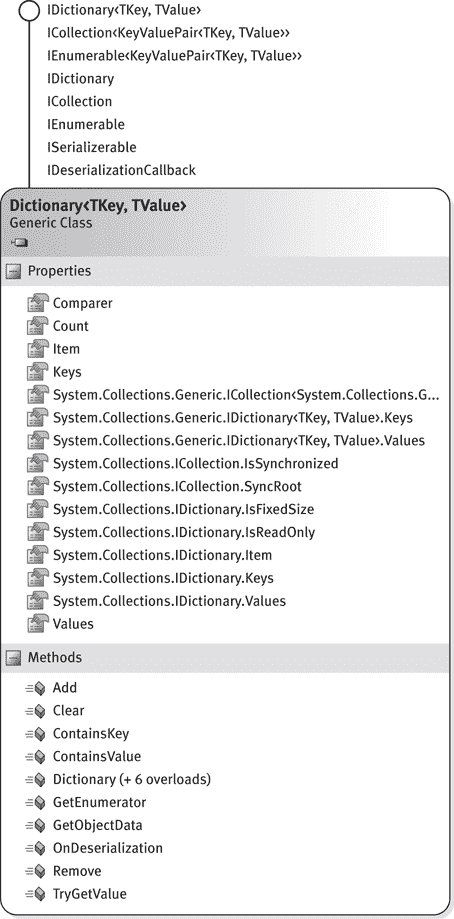 IDictionary<TKey, TValue>
ICollection<KeyValuePair<TKey, TValue>>
IEnumerable<KeyValuePair<TKey, TValue>>
IDictionary
ICollection
IEnumerable
ISerializable
IDeserializationCallback
Dictionary<TKey, TValue>
Generic Class
Properties
Comparer
Count
Item
Keys
System.Collections.Generic.ICollection<System.Collections.G...
System.Collections.Generic.IDictionary<TKey, TValue>.Keys
System.Collections.Generic.IDictionary<TKey, TValue>.Values
System.Collections.ICollection.IsSynchronized
System.Collections.ICollection.SyncRoot
System.Collections.IDictionary.IsFixedSize
System.Collections.IDictionary.IsReadOnly
System.Collections.IDictionary.Item
System.Collections.IDictionary.Keys
System.Collections.IDictionary.Values
Values
Methods
Add
Clear
ContainsKey
ContainsValue
Dictionary (+ 6 overloads)
GetEnumerator
GetObjectData
OnDeserialization
Remove
TryGetValue